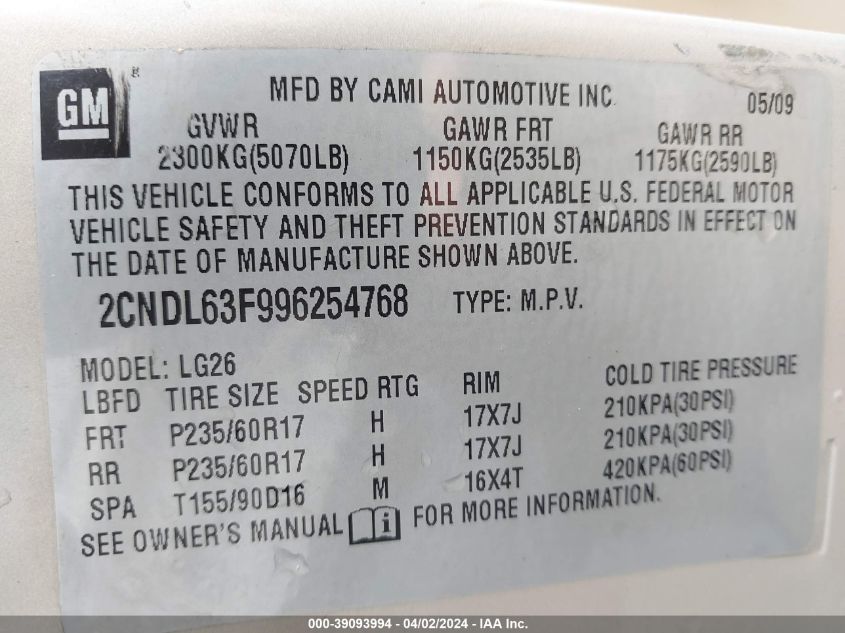 MFD BY CAMI AUTOMOTIVE INC. 05/09
GM
GVWR GAWR FRT GAWR RR
2300KG(5070LB) 1150KG(2535LB) 1175KG(2590LB)
THIS VEHICLE CONFORMS TO ALL APPLICABLE U.S. FEDERAL MOTOR
VEHICLE SAFETY AND THEFT PREVENTION STANDARDS IN EFFECT ON
THE DATE OF MANUFACTURE SHOWN ABOVE.
2CNDL63F996254768 TYPE: M.P.V.
MODEL: LG26
LBFD TIRE SIZE SPEED RTG RIM COLD TIRE PRESSURE
FRT P235/60R17 H 17X7J 210KPA(30PSI)
RR P235/60R17 H 17X7J 210KPA(30PSI)
SPA T155/90D16 M 16X4T 420KPA(60PSI)
SEE OWNER'S MANUAL i FOR MORE INFORMATION.
000-39093994 - 04/02/2024 - IAA Inc.